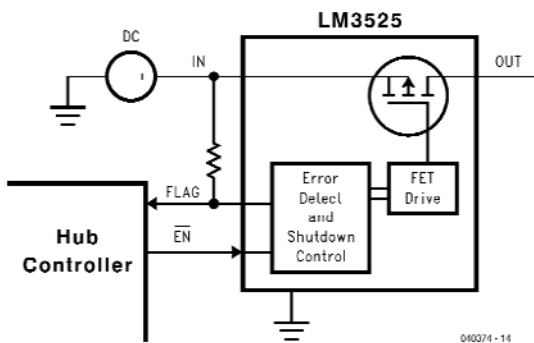 LM3525
DC
IN
OUT
FLAG
EN
Hub
Controller
Error
Delect
and
Shutdown
Control
FET
Drive
040374 - 14